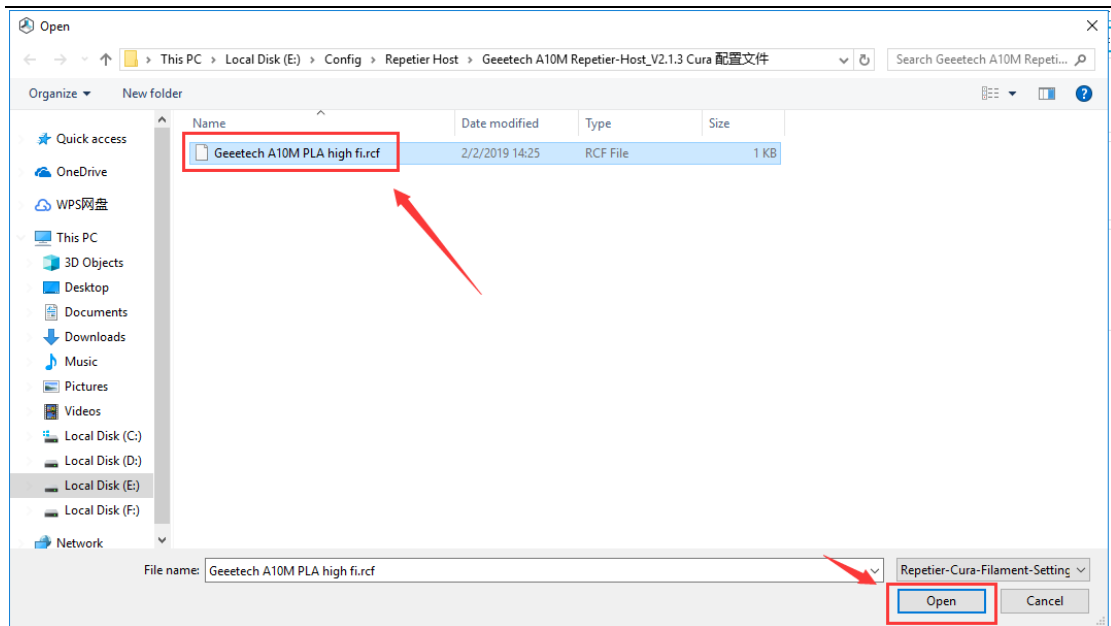 Open
This PC > Local Disk (E:) > Config > Repetier Host > Geeetech A10M Repetier-Host_V2.1.3 Cura 配置文件
Search Geeetech A10M Repeti...
Organize
New folder
Name Date modified Type Size
Geeetech A10M PLA high fi.rcf 2/2/2019 14:25 RCF File 1 KB
Quick access
OneDrive
WPS网盘
This PC
3D Objects
Desktop
Documents
Downloads
Music
Pictures
Videos
Local Disk (C:)
Local Disk (D:)
Local Disk (E:)
Local Disk (F:)
Network
File name: Geeetech A10M PLA high fi.rcf
Repetier-Cura-Filament-Setting
Open Cancel